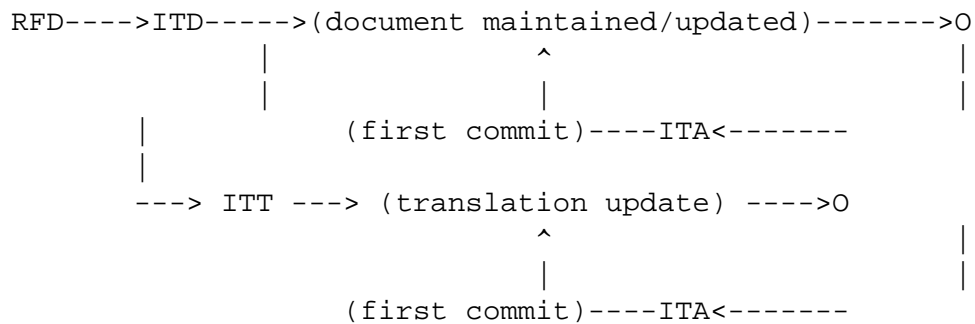 RFD---->ITD----->(document maintained/updated)------->O
                |                  ^                          |
                |                  |                          |
        |            (first commit)----ITA<-------
        |
        ---> ITT ---> (translation update) ---->O
                                   ^                          |
                                   |                          |
                     (first commit)----ITA<-------